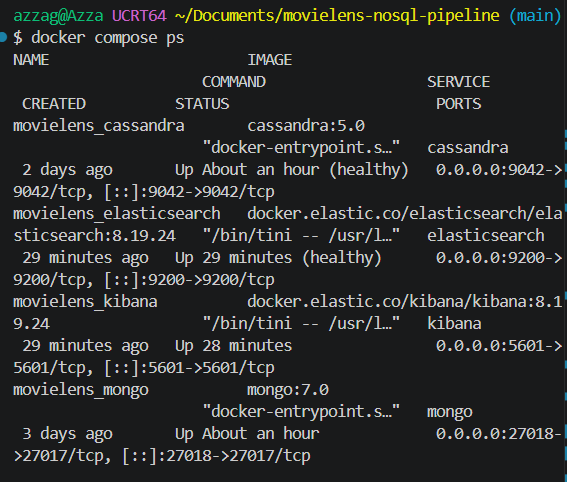 azzag@Azza UCRT64 ~/Documents/movielens-nosql-pipeline (main)
$ docker compose ps
NAME                     IMAGE
                    COMMAND                  SERVICE
 CREATED          STATUS                         PORTS
movielens_cassandra       cassandra:5.0
                    "docker-entrypoint.s…"   cassandra
 2 days ago       Up About an hour (healthy)   0.0.0.0:9042->
9042/tcp, [::]:9042->9042/tcp
movielens_elasticsearch   docker.elastic.co/elasticsearch/ela
sticsearch:8.19.24   "/bin/tini -- /usr/l…"   elasticsearch
 29 minutes ago   Up 29 minutes (healthy)      0.0.0.0:9200->
9200/tcp, [::]:9200->9200/tcp
movielens_kibana          docker.elastic.co/kibana/kibana:8.1
9.24                "/bin/tini -- /usr/l…"   kibana
 29 minutes ago   Up 28 minutes                0.0.0.0:5601->
5601/tcp, [::]:5601->5601/tcp
movielens_mongo           mongo:7.0
                    "docker-entrypoint.s…"   mongo
 3 days ago       Up About an hour             0.0.0.0:27018-
>27017/tcp, [::]:27018->27017/tcp